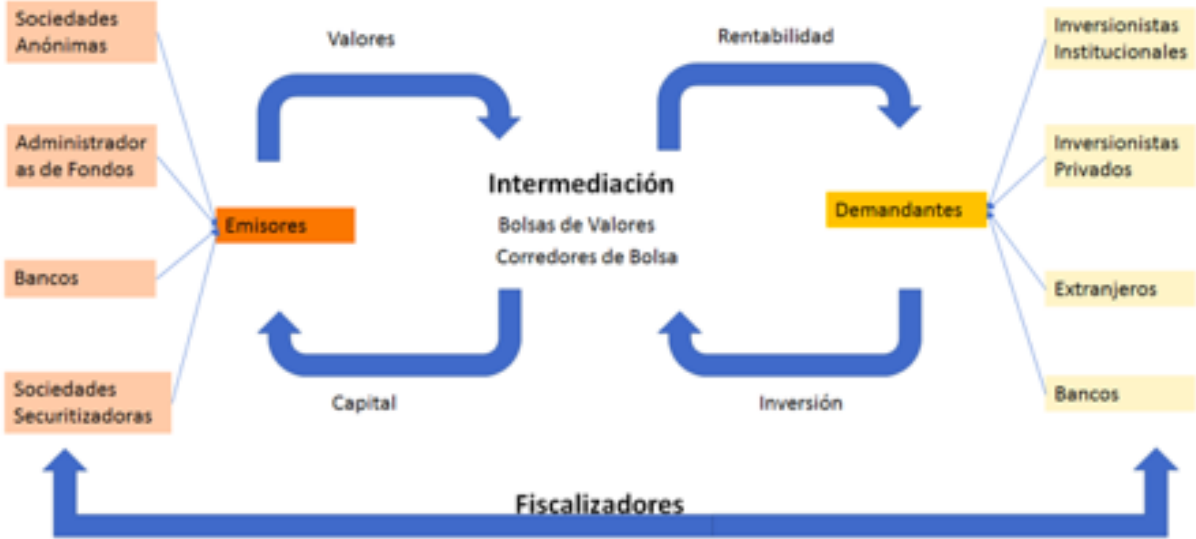 Sociedades
Anónimas
Valores
Rentabilidad
Inversionistas
Institucionales
Administrador
as de Fondos
Inversionistas
Privados
Intermediación
Emisores
Bolsas de Valores
Corredores de Bolsa
Demandantes
Bancos
Extranjeros
Sociedades
Securitizadoras
Capital
Inversión
Bancos
Fiscalizadores